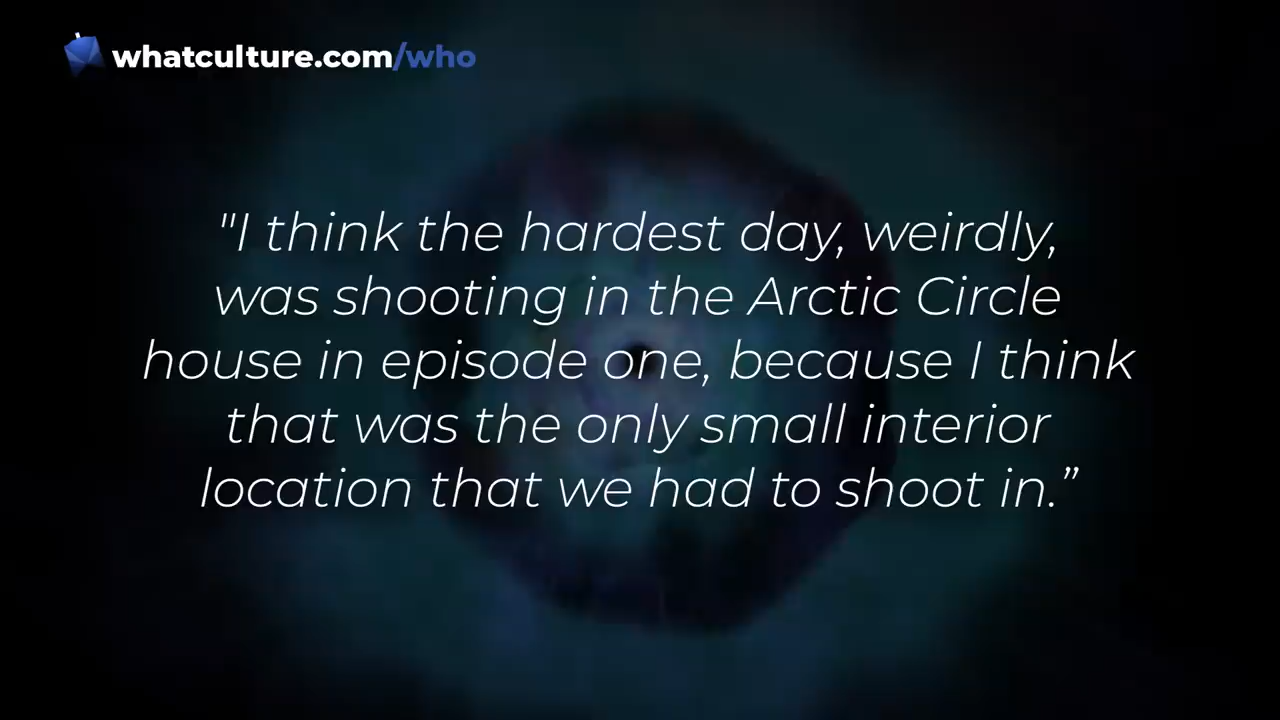 whatculture.com/who
"I think the hardest day, weirdly,
was shooting in the Arctic Circle
house in episode one, because I think
that was the only small interior
location that we had to shoot in.”